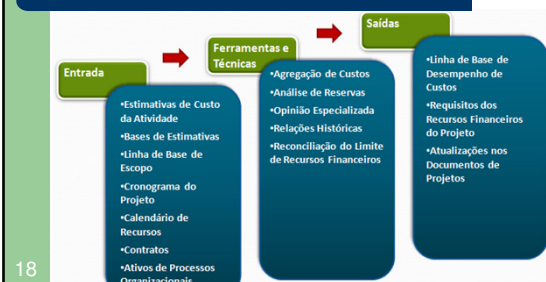 Entrada
•Estimativas de Custo
da Atividade
•Bases de Estimativas
•Linha de Base de
Escopo
•Cronograma do
Projeto
•Calendário de
Recursos
•Contratos
•Ativos de Processos
Organizacionais
Ferramentas e
Técnicas
•Agregação de Custos
•Análise de Reservas
•Opinião Especializada
•Relações Históricas
•Reconciliação do Limite
de Recursos Financeiros
Saídas
•Linha de Base de
Desempenho de
Custos
•Requisitos dos
Recursos Financeiros
do Projeto
•Atualizações nos
Documentos de
Projetos
18